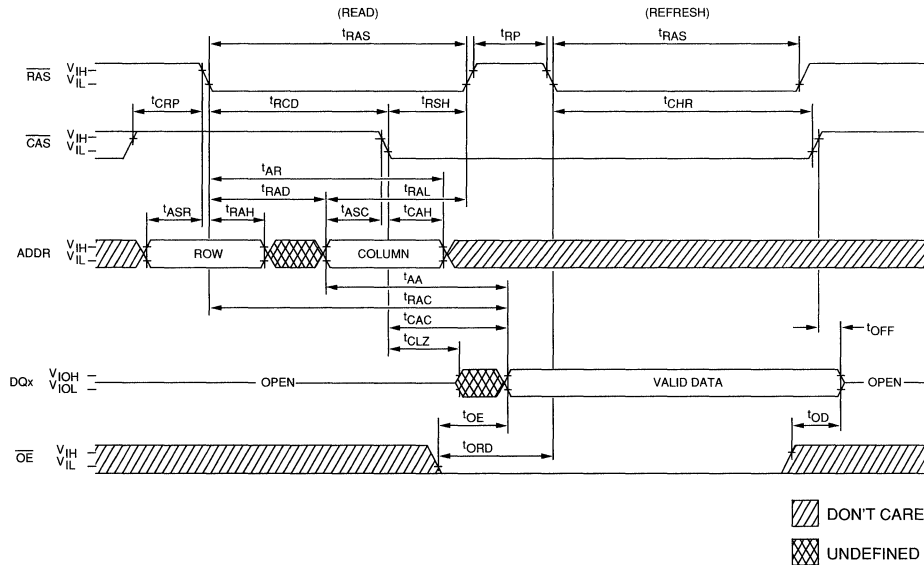 (READ) (REFRESH)
tRAS tRP tRAS
RAS VIH VIL
tCRP tRCD tRSH tCHR
CAS VIH VIL
tAR
tRAD tRAL
tASR tRAH tASC tCAH
ADDR VIH VIL ROW COLUMN
tAA
tRAC
tCAC
tOFF
tCLZ
DQx VIOH VIOL OPEN VALID DATA OPEN
tOE tOD
tORD
OE VIH VIL
DON'T CARE
UNDEFINED